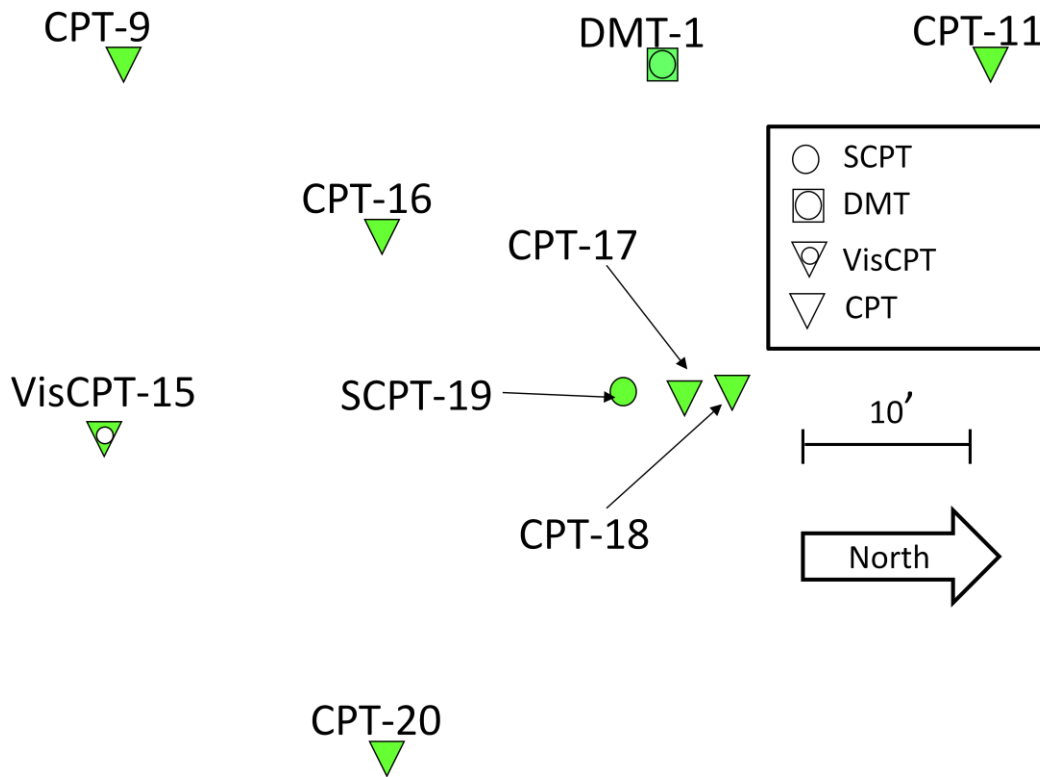 CPT-9
DMT-1
CPT-11
SCPT
DMT
VisCPT
CPT
CPT-16
CPT-17
VisCPT-15
SCPT-19
10’
CPT-18
North
CPT-20